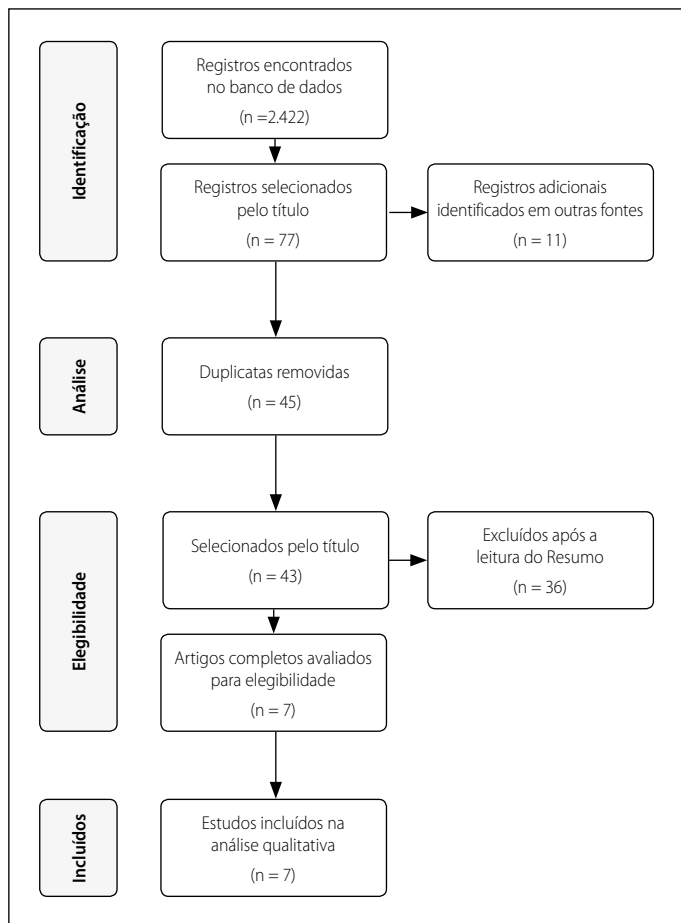 Identificação
Registros encontrados
no banco de dados
(n =2.422)
Registros selecionados
pelo título
(n = 77)
Registros adicionais
identificados em outras fontes
(n = 11)
Análise
Duplicatas removidas
(n = 45)
Elegibilidade
Selecionados pelo título
(n = 43)
Excluídos após a
leitura do Resumo
(n = 36)
Artigos completos avaliados
para elegibilidade
(n = 7)
Incluídos
Estudos incluídos na
análise qualitativa
(n = 7)